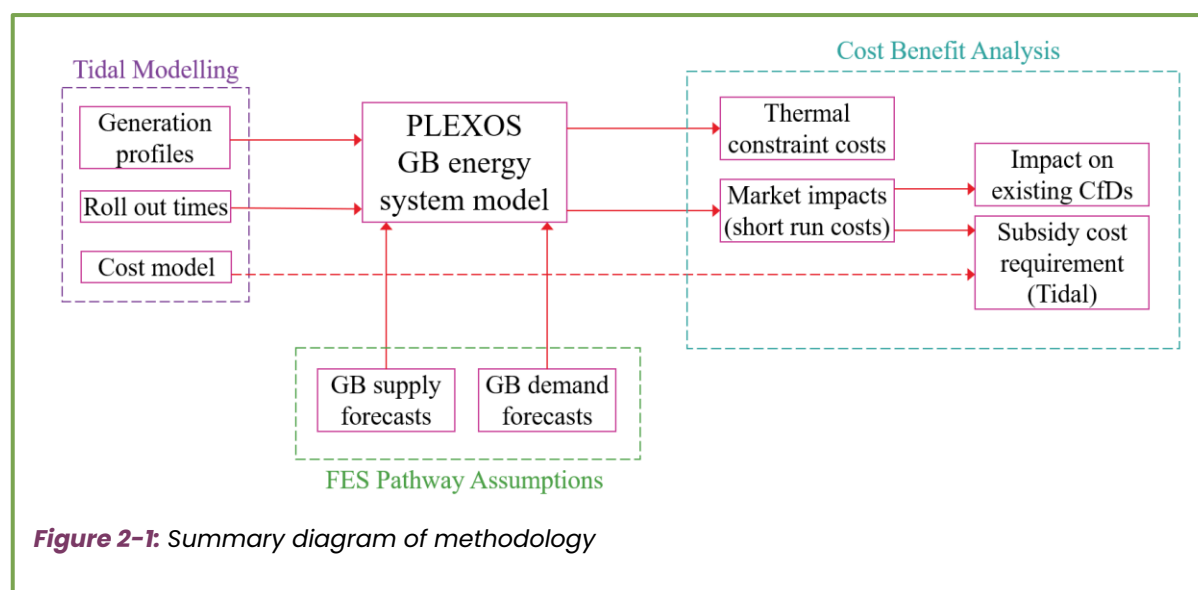 Tidal Modelling
Generation
profiles
Roll out times
Cost model
PLEXOS
GB energy
system model
Cost Benefit Analysis
Thermal
constraint costs
Market impacts
(short run costs)
Impact on
existing CfDs
Subsidy cost
requirement
(Tidal)
GB supply
forecasts
GB demand
forecasts
FES Pathway Assumptions
Figure 2-1: Summary diagram of methodology